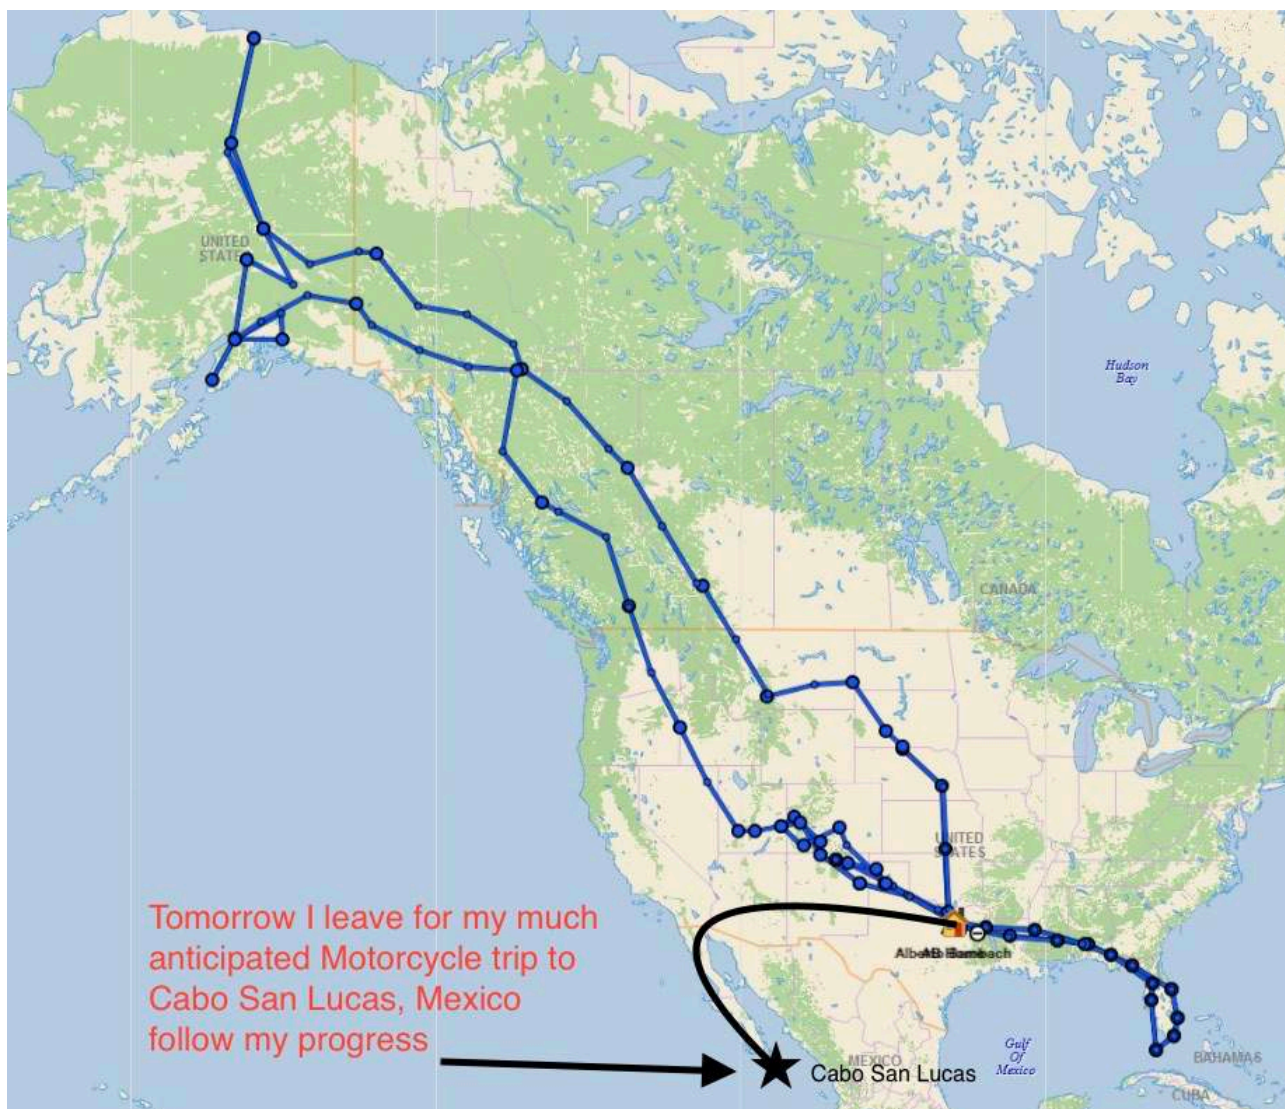 UNITED
STATE
Hudson
Bay
CANADA
UNITED
STATES
Tomorrow I leave for my much
anticipated Motorcycle trip to
Cabo San Lucas, Mexico
follow my progress
Gulf
Of
Mexico
MEXICO
BAHAMAS
Cabo San Lucas
CUBA